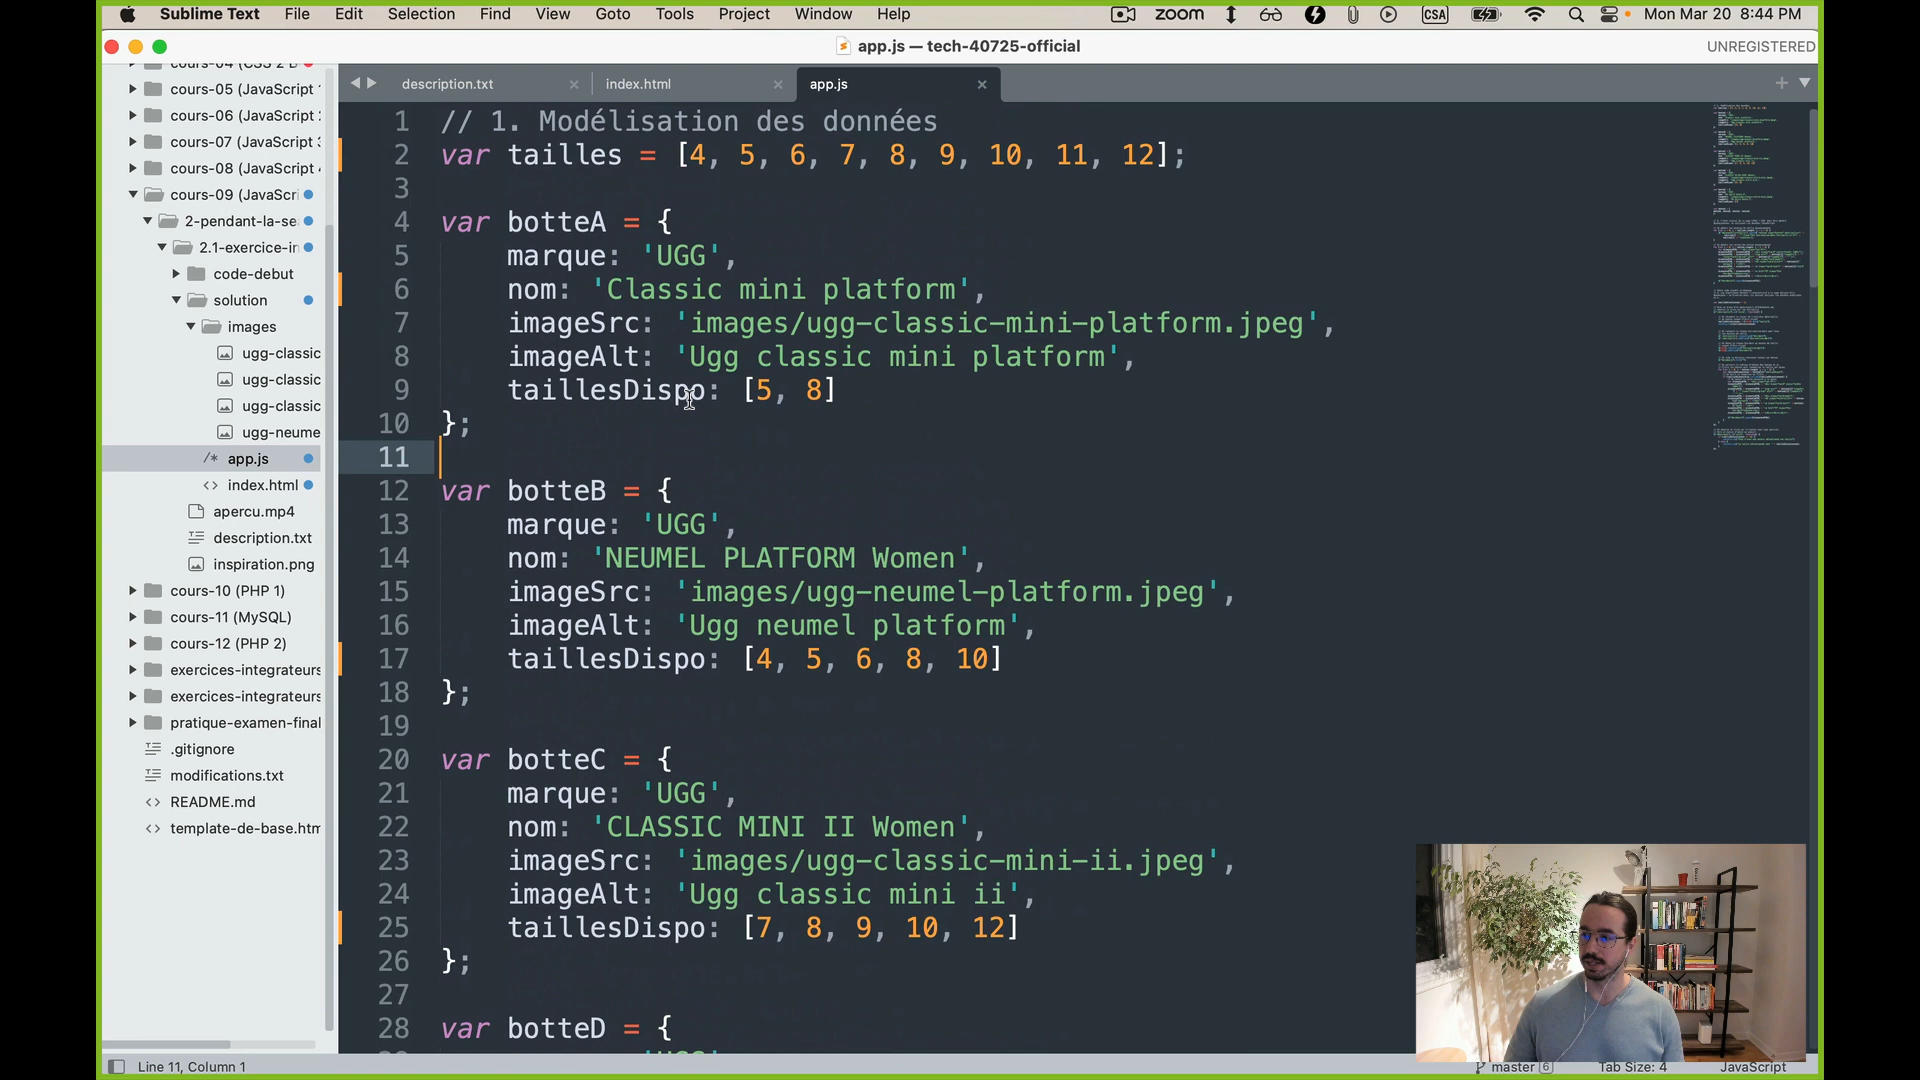 Sublime Text File Edit Selection Find View Goto Tools Project Window Help zoom CSA Mon Mar 20 8:44 PM
app.js — tech-40725-official UNREGISTERED
description.txt index.html app.js
cours-05 (JavaScript
cours-06 (JavaScript
cours-07 (JavaScript
cours-08 (JavaScript
cours-09 (JavaScri
2-pendant-la-se
2.1-exercice-in
code-debut
solution
images
ugg-classic
ugg-classic
ugg-classic
ugg-neume
/* app.js
<> index.html
apercu.mp4
description.txt
inspiration.png
cours-10 (PHP 1)
cours-11 (MySQL)
cours-12 (PHP 2)
exercices-integrateurs
exercices-integrateurs
pratique-examen-final
.gitignore
modifications.txt
<> README.md
<> template-de-base.htm
1 // 1. Modélisation des données
2 var tailles = [4, 5, 6, 7, 8, 9, 10, 11, 12];
3
4 var botteA = {
5 marque: 'UGG',
6 nom: 'Classic mini platform',
7 imageSrc: 'images/ugg-classic-mini-platform.jpeg',
8 imageAlt: 'Ugg classic mini platform',
9 taillesDispo: [5, 8]
10 };
11
12 var botteB = {
13 marque: 'UGG',
14 nom: 'NEUMEL PLATFORM Women',
15 imageSrc: 'images/ugg-neumel-platform.jpeg',
16 imageAlt: 'Ugg neumel platform',
17 taillesDispo: [4, 5, 6, 8, 10]
18 };
19
20 var botteC = {
21 marque: 'UGG',
22 nom: 'CLASSIC MINI II Women',
23 imageSrc: 'images/ugg-classic-mini-ii.jpeg',
24 imageAlt: 'Ugg classic mini ii',
25 taillesDispo: [7, 8, 9, 10, 12]
26 };
27
28 var botteD = {
Line 11, Column 1 master 6 Tab Size: 4 JavaScript